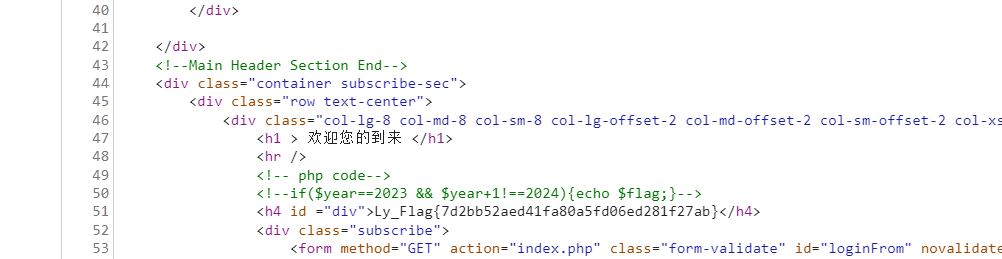 40 </div>
41
42 </div>
43 <!--Main Header Section End-->
44 <div class="container subscribe-sec">
45 <div class="row text-center">
46 <div class="col-lg-8 col-md-8 col-sm-8 col-lg-offset-2 col-md-offset-2 col-sm-offset-2 col-xs
47 <h1 > 欢迎您的到来 </h1>
48 <hr />
49 <!-- php code-->
50 <!--if($year==2023 && $year+1!==2024){echo $flag;}-->
51 <h4 id ="div">Ly_Flag{7d2bb52aed41fa80a5fd06ed281f27ab}</h4>
52 <div class="subscribe">
53 <form method="GET" action="index.php" class="form-validate" id="loginFrom" novalidate